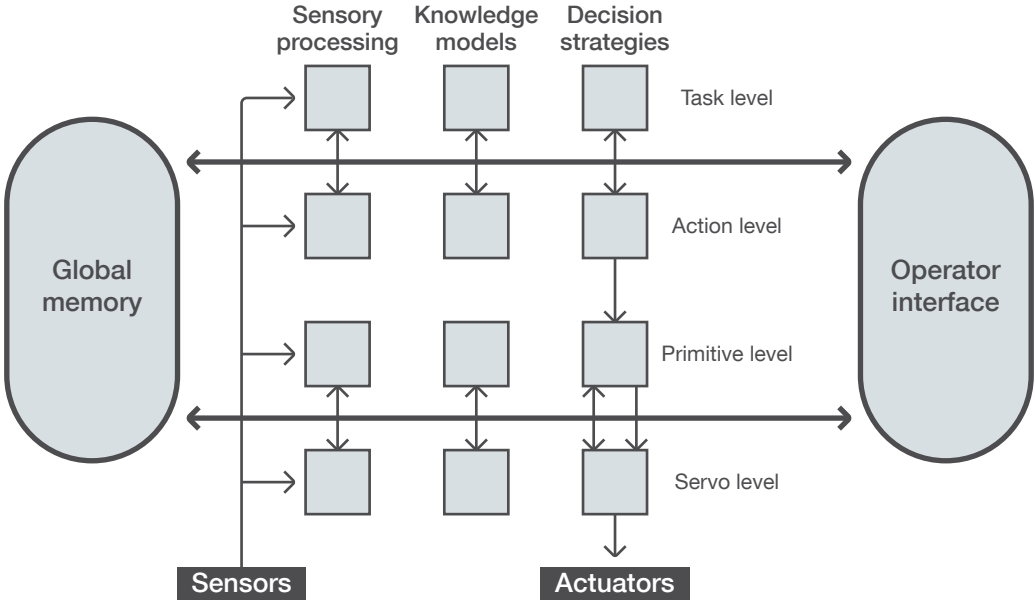 Sensory
processing
Knowledge
models
Decision
strategies
Task level
Action level
Global
memory
Operator
interface
Primitive level
Servo level
Sensors
Actuators